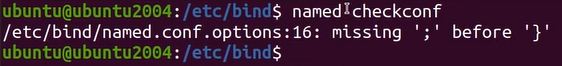 ubuntu@ubuntu2004:/etc/bind$ named-checkconf
/etc/bind/named.conf.options:16: missing ';' before '}'
ubuntu@ubuntu2004:/etc/bind$